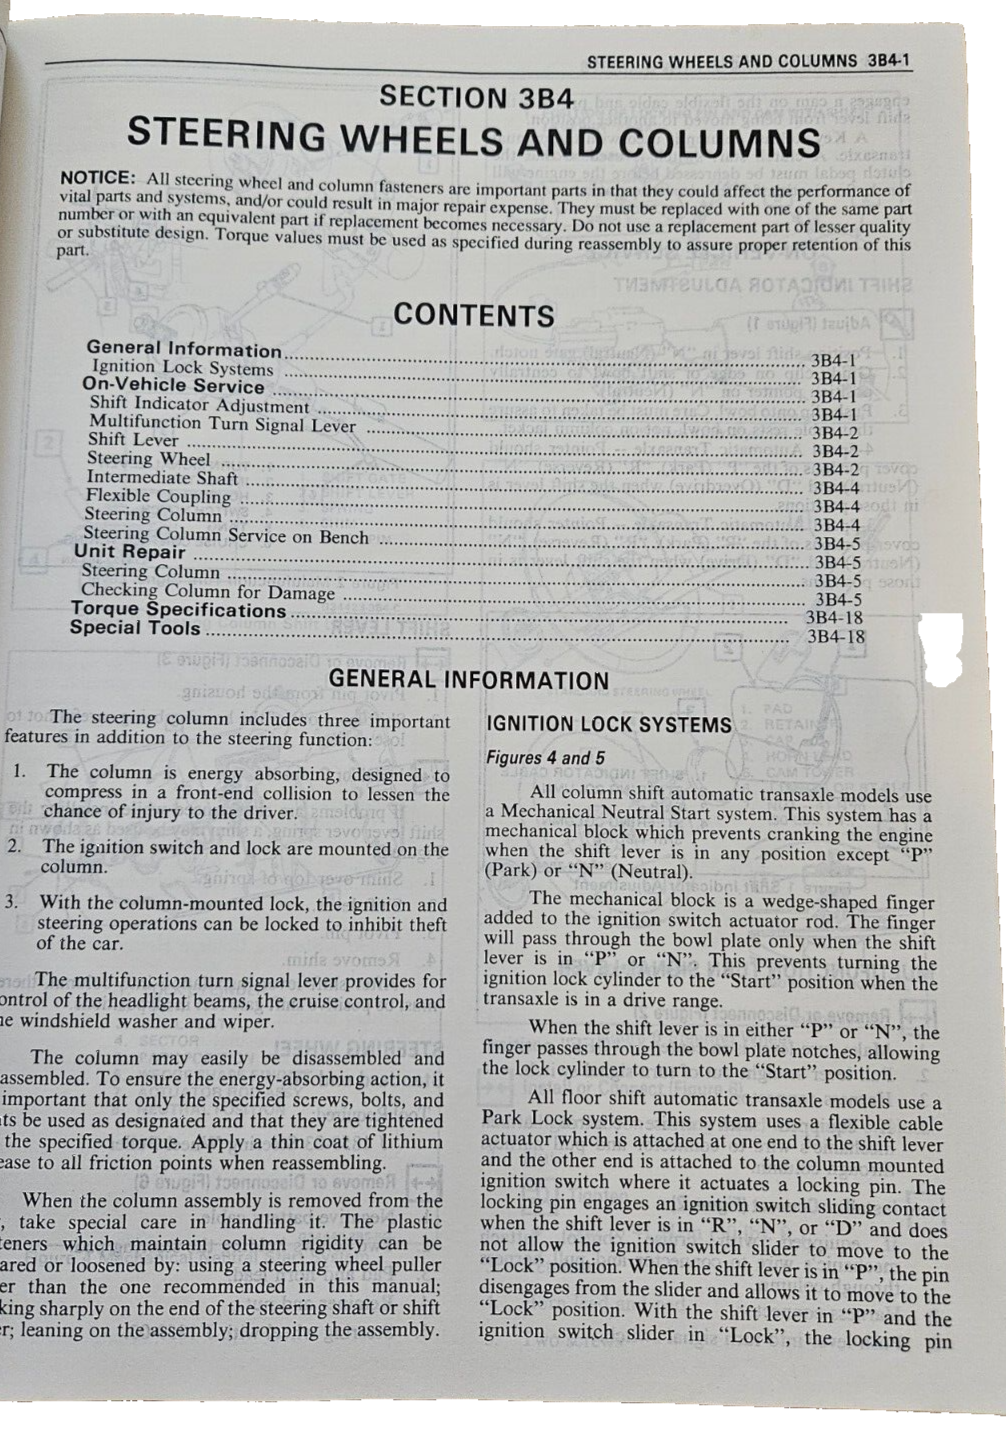 STEERING WHEELS AND COLUMNS 3B4-1
SECTION 3B4
STEERING WHEELS AND COLUMNS
NOTICE: All steering wheel and column fasteners are important parts in that they could affect the performance of
vital parts and systems, and/or could result in major repair expense. They must be replaced with one of the same part
number or with an equivalent part if replacement becomes necessary. Do not use a replacement part of lesser quality
or substitute design. Torque values must be used as specified during reassembly to assure proper retention of this
part.
CONTENTS
General Information 3B4-1
Ignition Lock Systems 3B4-1
On-Vehicle Service 3B4-1
Shift Indicator Adjustment 3B4-1
Multifunction Turn Signal Lever 3B4-2
Shift Lever 3B4-2
Steering Wheel 3B4-2
Intermediate Shaft 3B4-4
Flexible Coupling 3B4-4
Steering Column 3B4-4
Steering Column Service on Bench 3B4-5
Unit Repair 3B4-5
Steering Column 3B4-5
Checking Column for Damage 3B4-5
Torque Specifications 3B4-18
Special Tools 3B4-18
GENERAL INFORMATION
The steering column includes three important
features in addition to the steering function:
1. The column is energy absorbing, designed to
compress in a front-end collision to lessen the
chance of injury to the driver.
2. The ignition switch and lock are mounted on the
column.
3. With the column-mounted lock, the ignition and
steering operations can be locked to inhibit theft
of the car.
The multifunction turn signal lever provides for
ontrol of the headlight beams, the cruise control, and
e windshield washer and wiper.
The column may easily be disassembled and
assembled. To ensure the energy-absorbing action, it
important that only the specified screws, bolts, and
ts be used as designated and that they are tightened
the specified torque. Apply a thin coat of lithium
ease to all friction points when reassembling.
When the column assembly is removed from the
, take special care in handling it. The plastic
teners which maintain column rigidity can be
ared or loosened by: using a steering wheel puller
er than the one recommended in this manual;
king sharply on the end of the steering shaft or shift
r; leaning on the assembly; dropping the assembly.
IGNITION LOCK SYSTEMS
Figures 4 and 5
All column shift automatic transaxle models use
a Mechanical Neutral Start system. This system has a
mechanical block which prevents cranking the engine
when the shift lever is in any position except “P”
(Park) or “N” (Neutral).
The mechanical block is a wedge-shaped finger
added to the ignition switch actuator rod. The finger
will pass through the bowl plate only when the shift
lever is in “P” or “N”. This prevents turning the
ignition lock cylinder to the “Start” position when the
transaxle is in a drive range.
When the shift lever is in either “P” or “N”, the
finger passes through the bowl plate notches, allowing
the lock cylinder to turn to the “Start” position.
All floor shift automatic transaxle models use a
Park Lock system. This system uses a flexible cable
actuator which is attached at one end to the shift lever
and the other end is attached to the column mounted
ignition switch where it actuates a locking pin. The
locking pin engages an ignition switch sliding contact
when the shift lever is in “R”, “N”, or “D” and does
not allow the ignition switch slider to move to the
“Lock” position. When the shift lever is in “P”, the pin
disengages from the slider and allows it to move to the
“Lock” position. With the shift lever in “P” and the
ignition switch slider in “Lock”, the locking pin